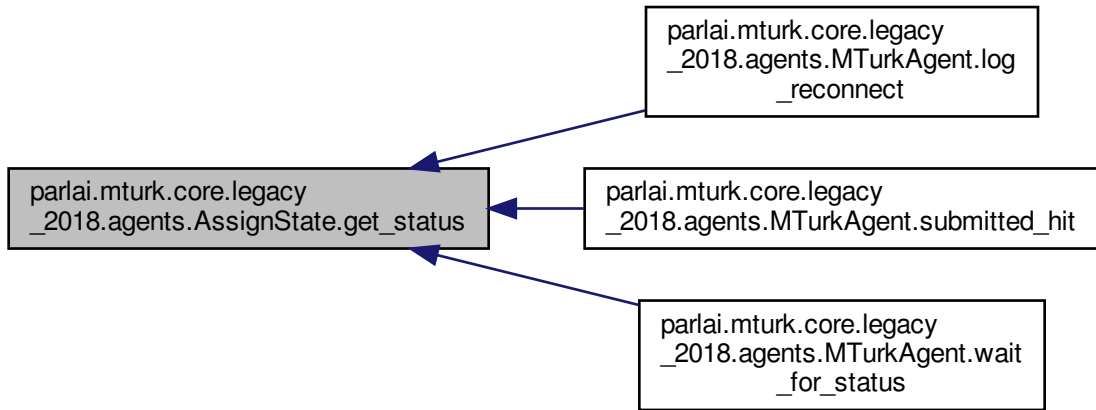 parlai.mturk.core.legacy
_2018.agents.MTurkAgent.log
_reconnect
parlai.mturk.core.legacy
_2018.agents.AssignState.get_status
parlai.mturk.core.legacy
_2018.agents.MTurkAgent.submitted_hit
parlai.mturk.core.legacy
_2018.agents.MTurkAgent.wait
_for_status